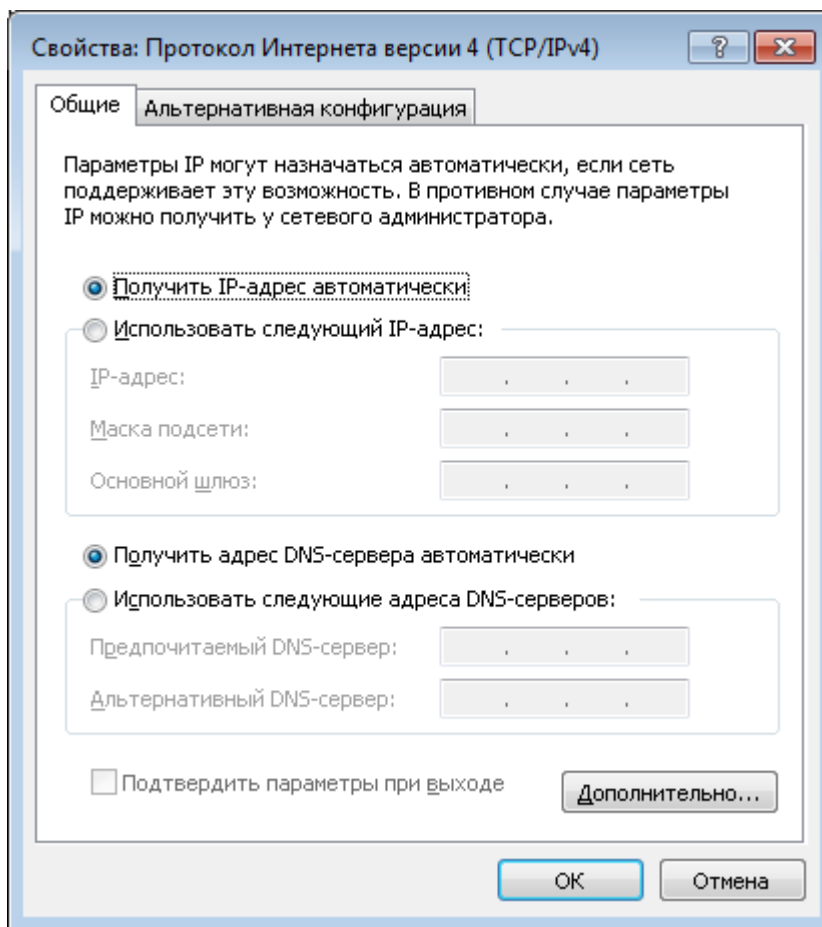 Свойства: Протокол Интернета версии 4 (TCP/IPv4)
Общие
Альтернативная конфигурация
Параметры IP могут назначаться автоматически, если сеть
поддерживает эту возможность. В противном случае параметры
IP можно получить у сетевого администратора.
Получить IP-адрес автоматически
Использовать следующий IP-адрес:
IP-адрес:
Маска подсети:
Основной шлюз:
Получить адрес DNS-сервера автоматически
Использовать следующие адреса DNS-серверов:
Предпочитаемый DNS-сервер:
Альтернативный DNS-сервер:
Подтвердить параметры при выходе
Дополнительно...
ОК
Отмена